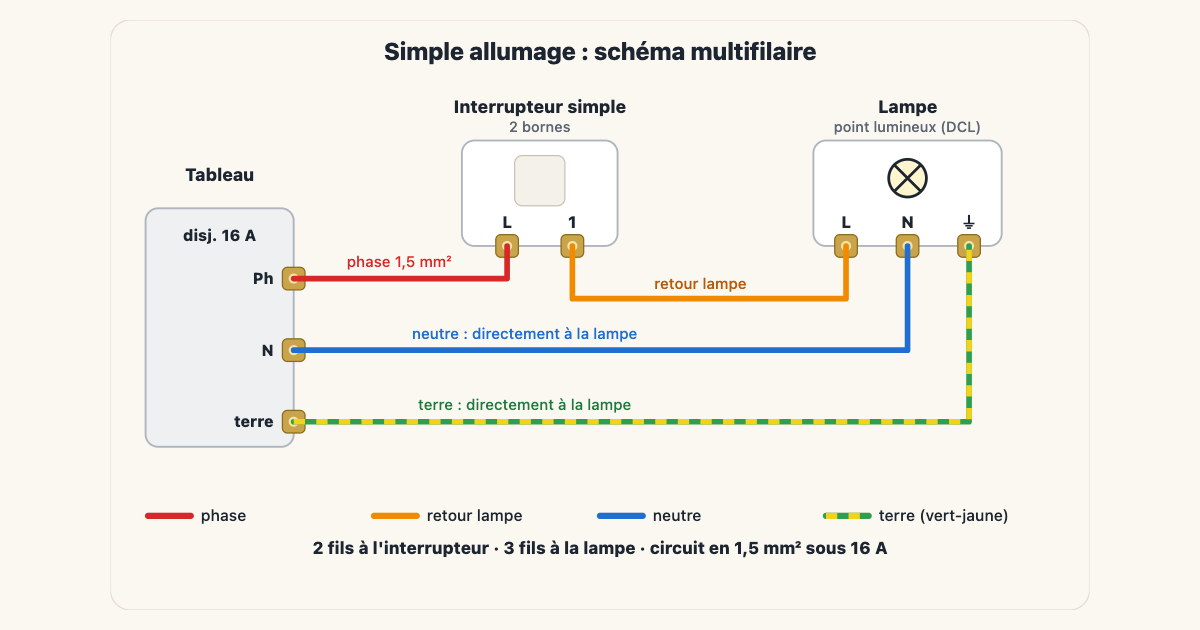 Simple allumage : schéma multifilaire
Interrupteur simple
2 bornes
Lampe
point lumineux (DCL)
Tableau
disj. 16 A
L
1
L
N
Ph
phase 1,5 mm²
retour lampe
N
neutre : directement à la lampe
terre
terre : directement à la lampe
phase
retour lampe
neutre
terre (vert-jaune)
2 fils à l'interrupteur · 3 fils à la lampe · circuit en 1,5 mm² sous 16 A